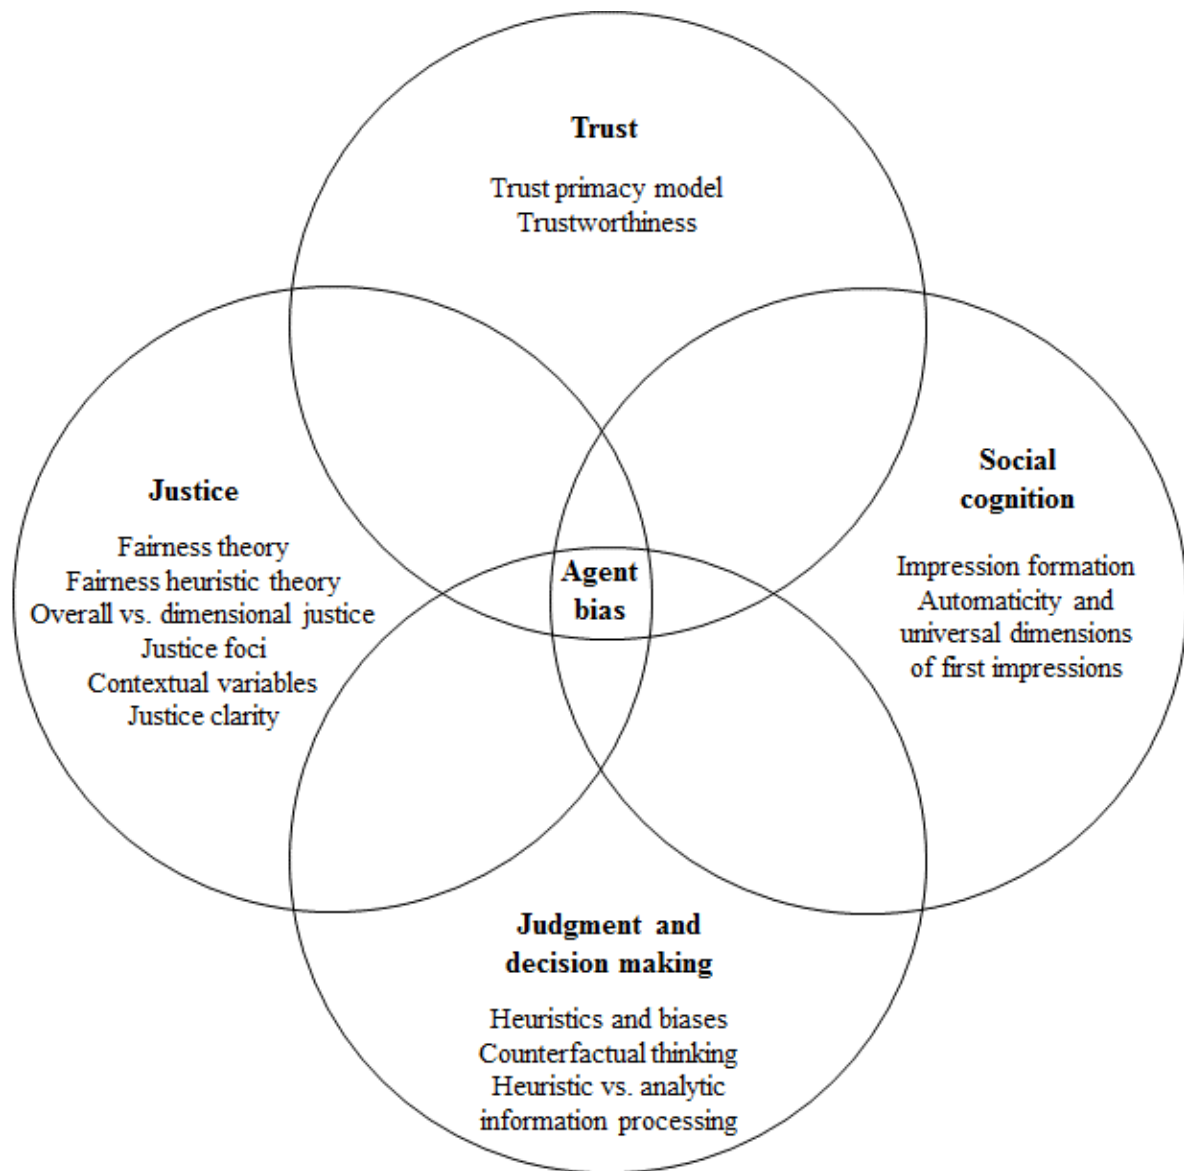 Trust
Trust primacy model
Trustworthiness
Justice
Fairness theory
Fairness heuristic theory
Overall vs. dimensional justice
Justice foci
Contextual variables
Justice clarity
Agent
bias
Social
cognition
Impression formation
Automaticity and
universal dimensions
of first impressions
Judgment and
decision making
Heuristics and biases
Counterfactual thinking
Heuristic vs. analytic
information processing